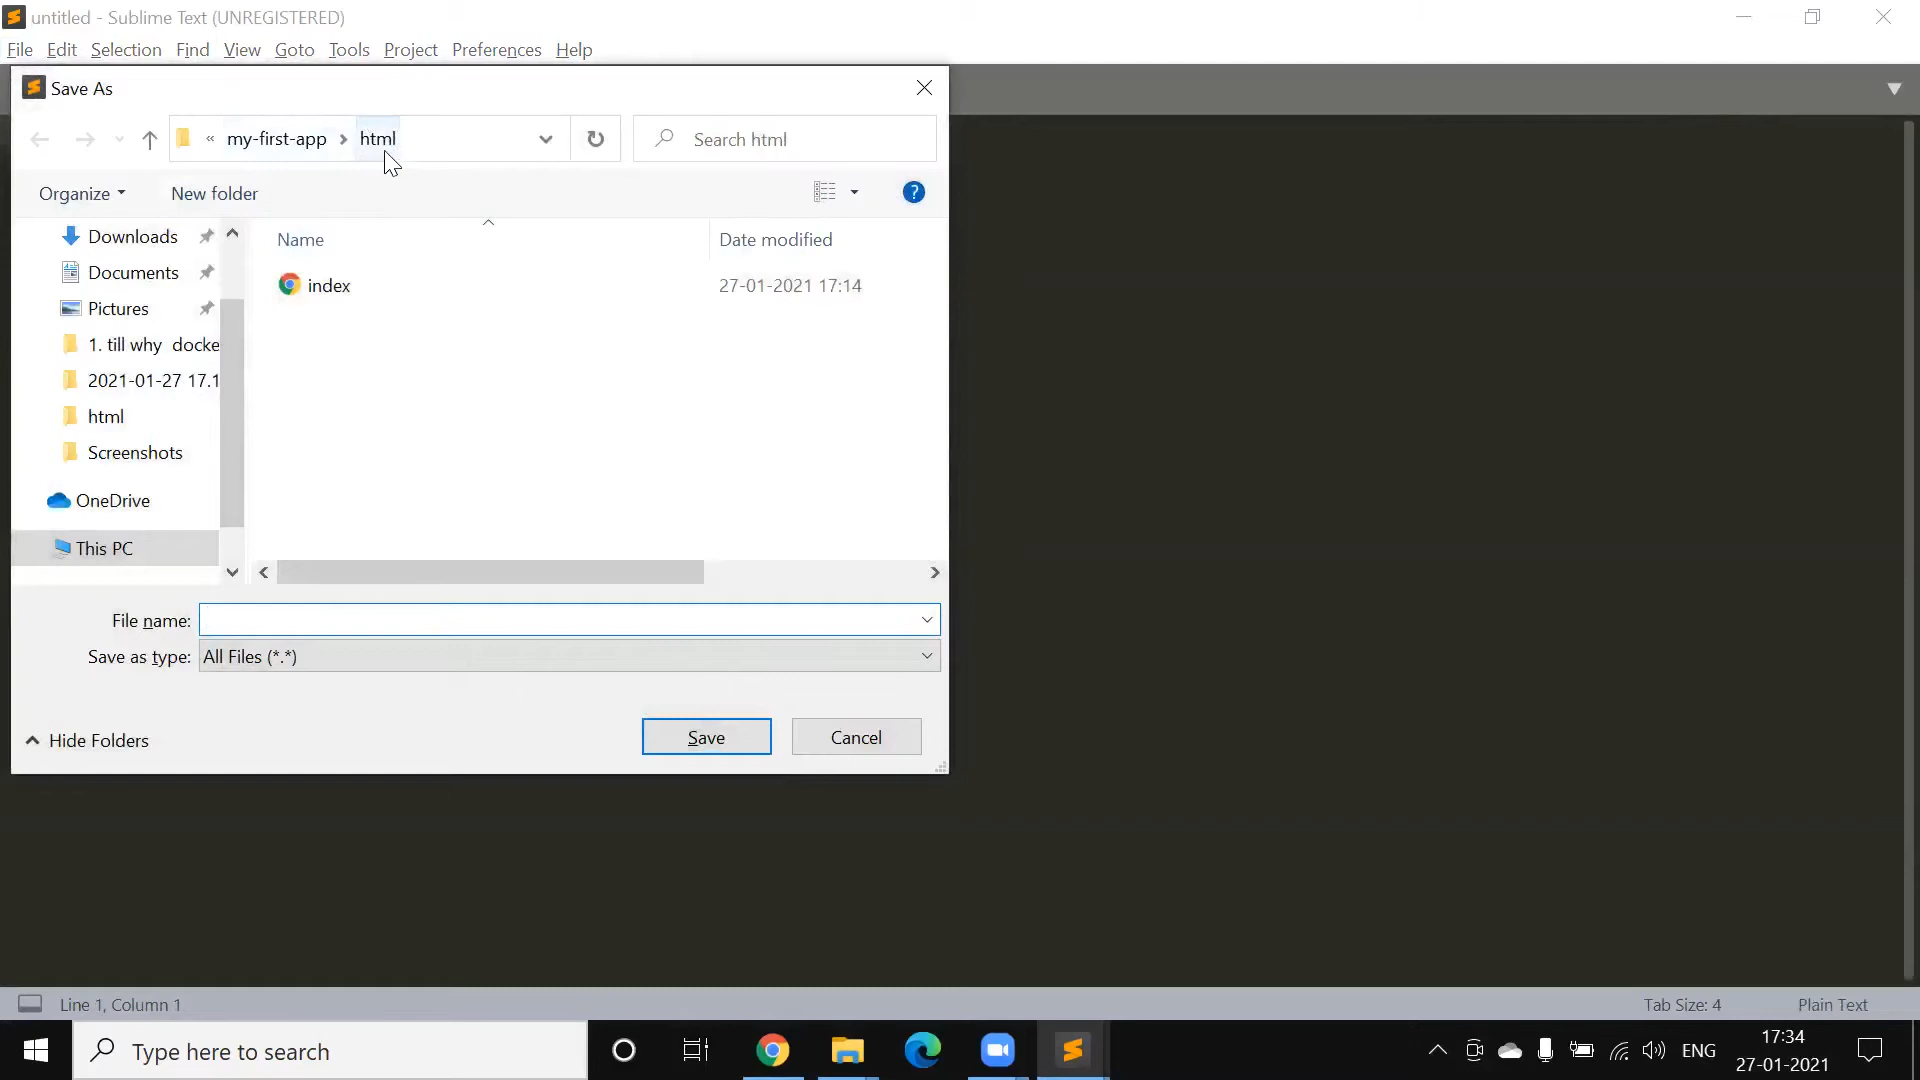 untitled - Sublime Text (UNREGISTERED)
File Edit Selection Find View Goto Tools Project Preferences Help
Save As
« my-first-app > html
Search html
Organize
New folder
Name
Date modified
Downloads
Documents
Pictures
1. till why docke
2021-01-27 17.1
html
Screenshots
OneDrive
This PC
index
27-01-2021 17:14
File name:
Save as type: All Files (*.*)
Hide Folders
Save
Cancel
Line 1, Column 1
Tab Size: 4
Plain Text
Type here to search
ENG
17:34
27-01-2021